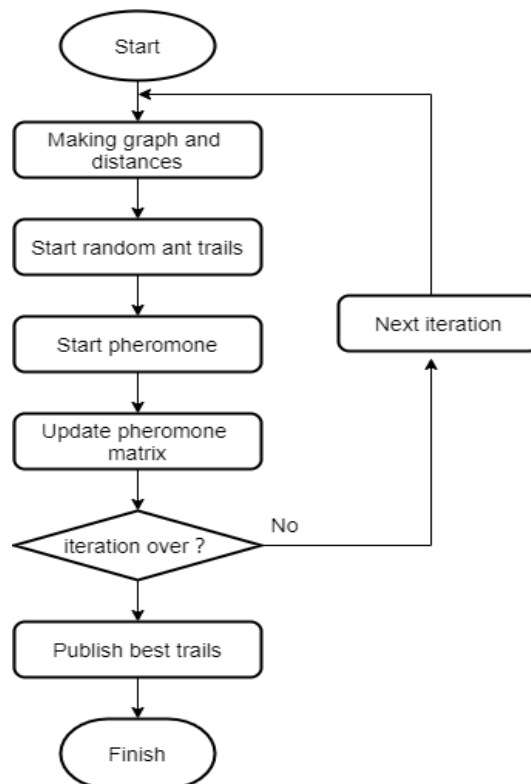 Start
Making graph and
distances
Start random ant trails
Start pheromone
Next iteration
Update pheromone
matrix
No
iteration over ?
Publish best trails
Finish